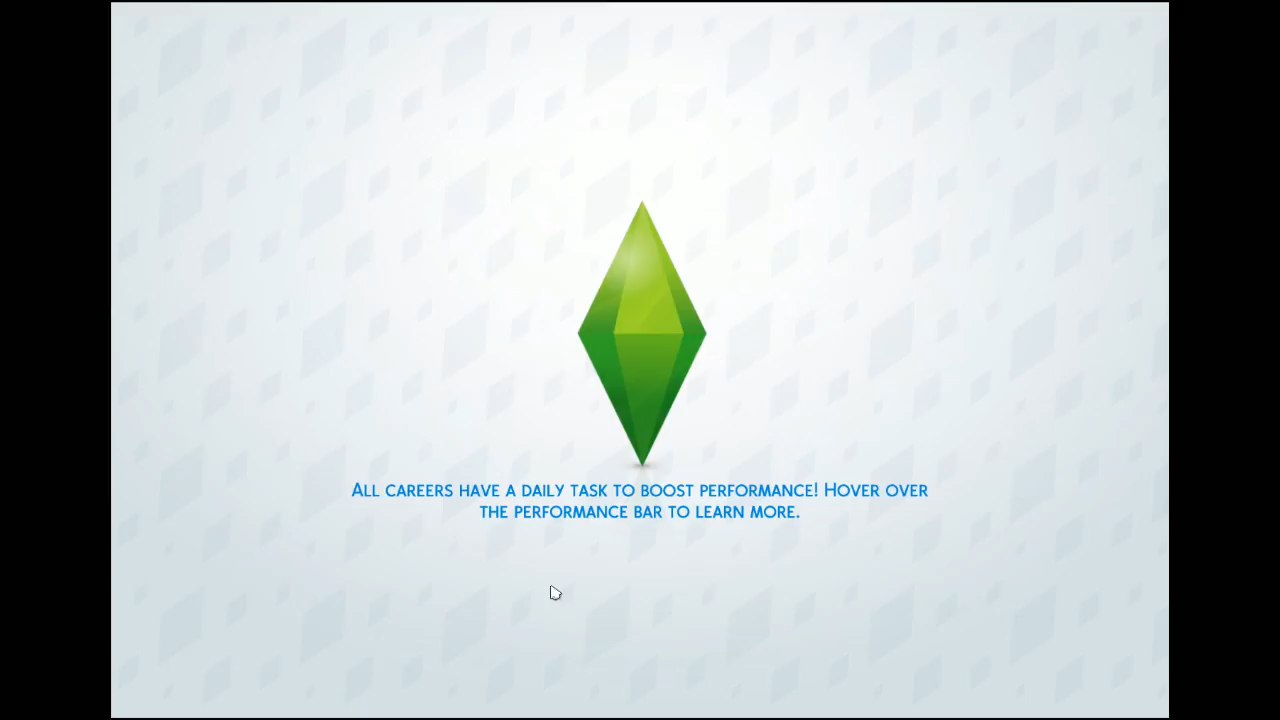 All careers have a daily task to boost performance! Hover over
the performance bar to learn more.